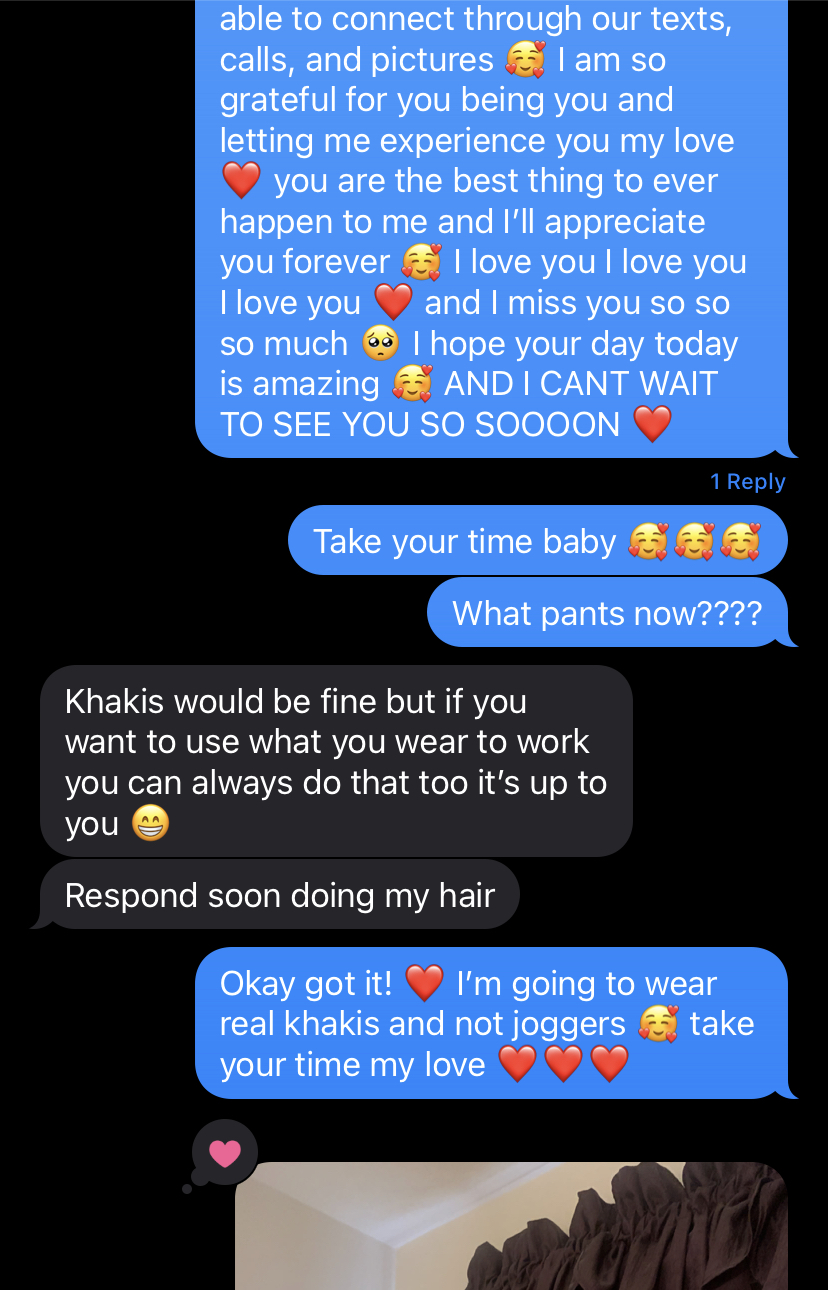 able to connect through our texts,
calls, and pictures 🥰 I am so
grateful for you being you and
letting me experience you my love
❤️ you are the best thing to ever
happen to me and I’ll appreciate
you forever 🥰 I love you I love you
I love you ❤️ and I miss you so so
so much 🥺 I hope your day today
is amazing 🥰 AND I CANT WAIT
TO SEE YOU SO SOOOON ❤️
1 Reply
Take your time baby 🥰🥰🥰
What pants now????
Khakis would be fine but if you
want to use what you wear to work
you can always do that too it’s up to
you 😁
Respond soon doing my hair
Okay got it! ❤️ I’m going to wear
real khakis and not joggers 🥰 take
your time my love ❤️❤️❤️